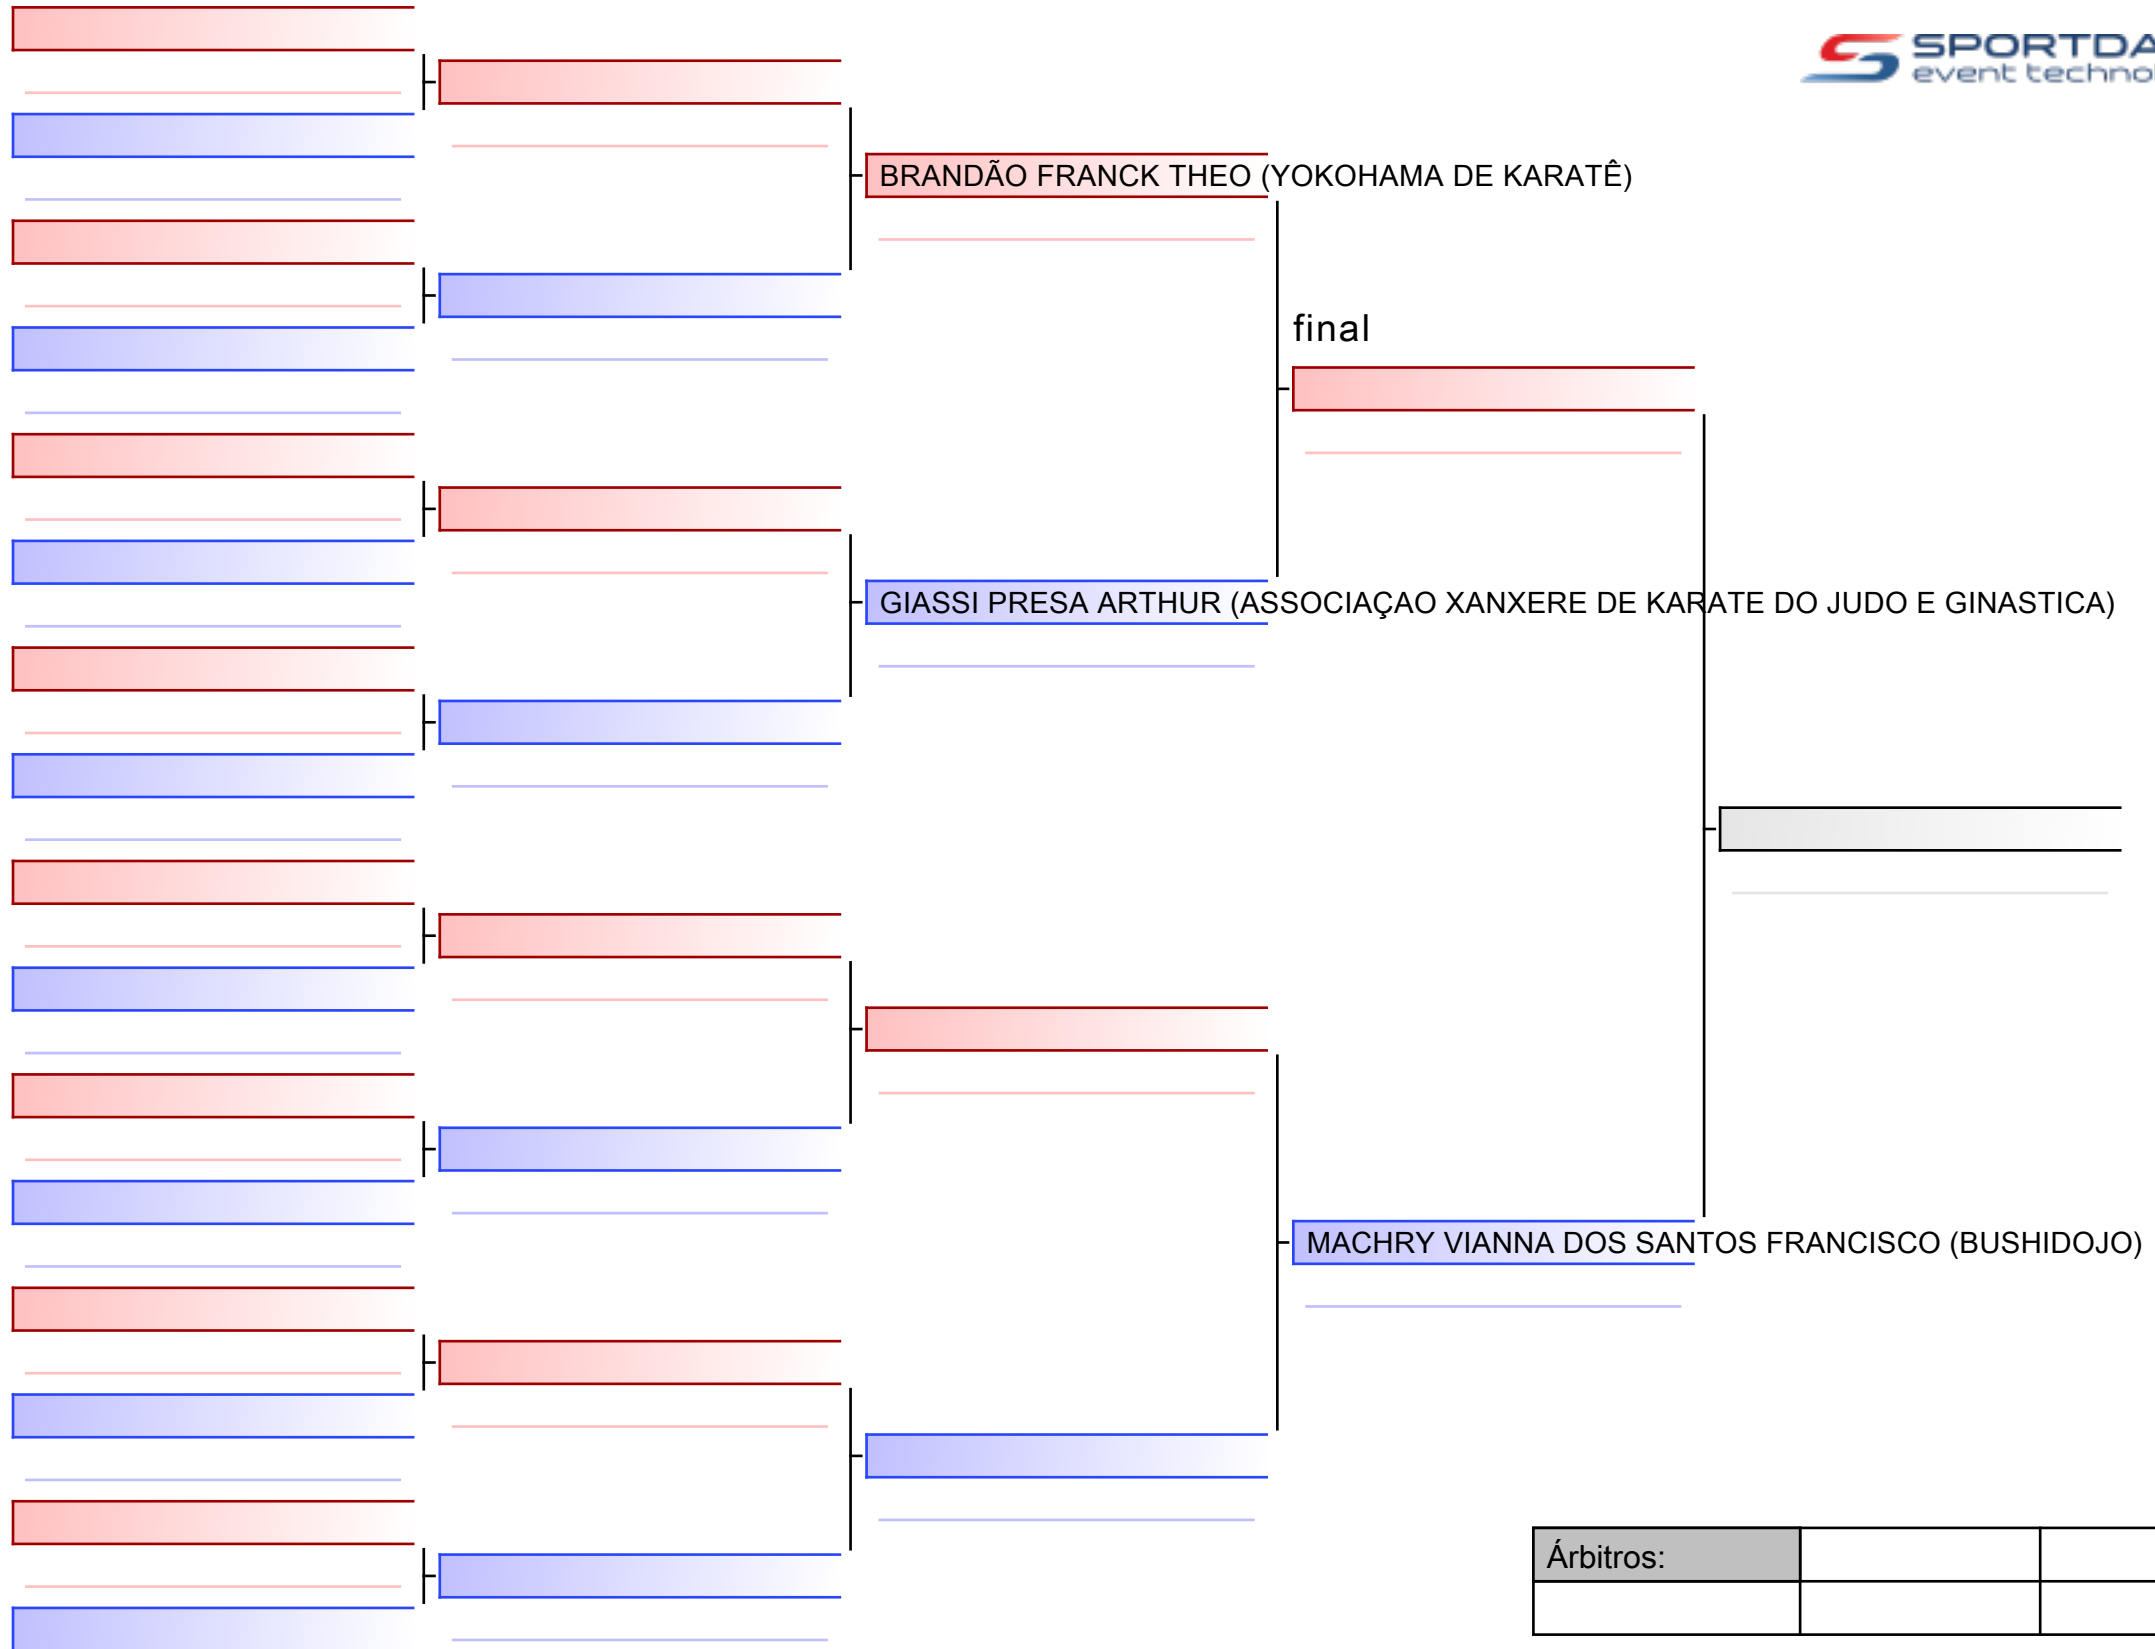 SPORTDA
event techno
BRANDÃO FRANCK THEO (YOKOHAMA DE KARATÊ)
final
GIASSI PRESA ARTHUR (ASSOCIAÇAO XANXERE DE KARATE DO JUDO E GINASTICA)
MACHRY VIANNA DOS SANTOS FRANCISCO (BUSHIDOJO)
Árbitros: